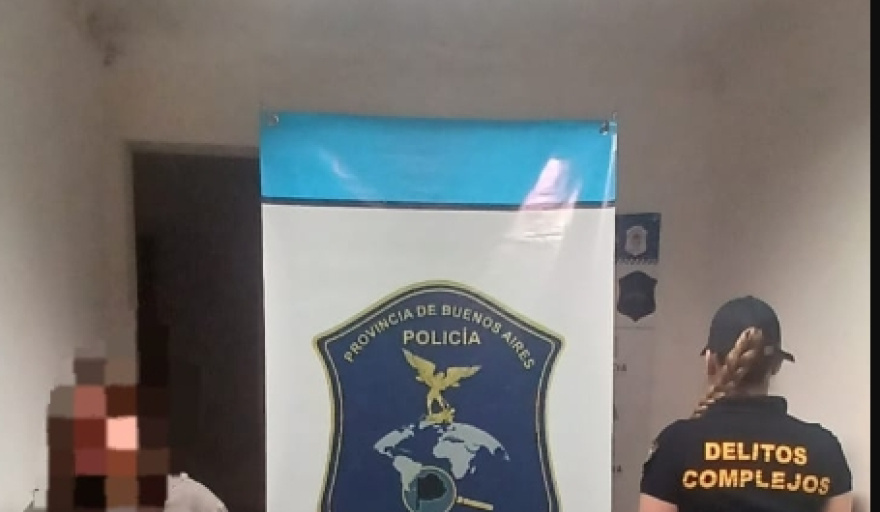 PROVINCIA DE BUENOS AIRES
POLICÍA
DELITOS
COMPLEJOS